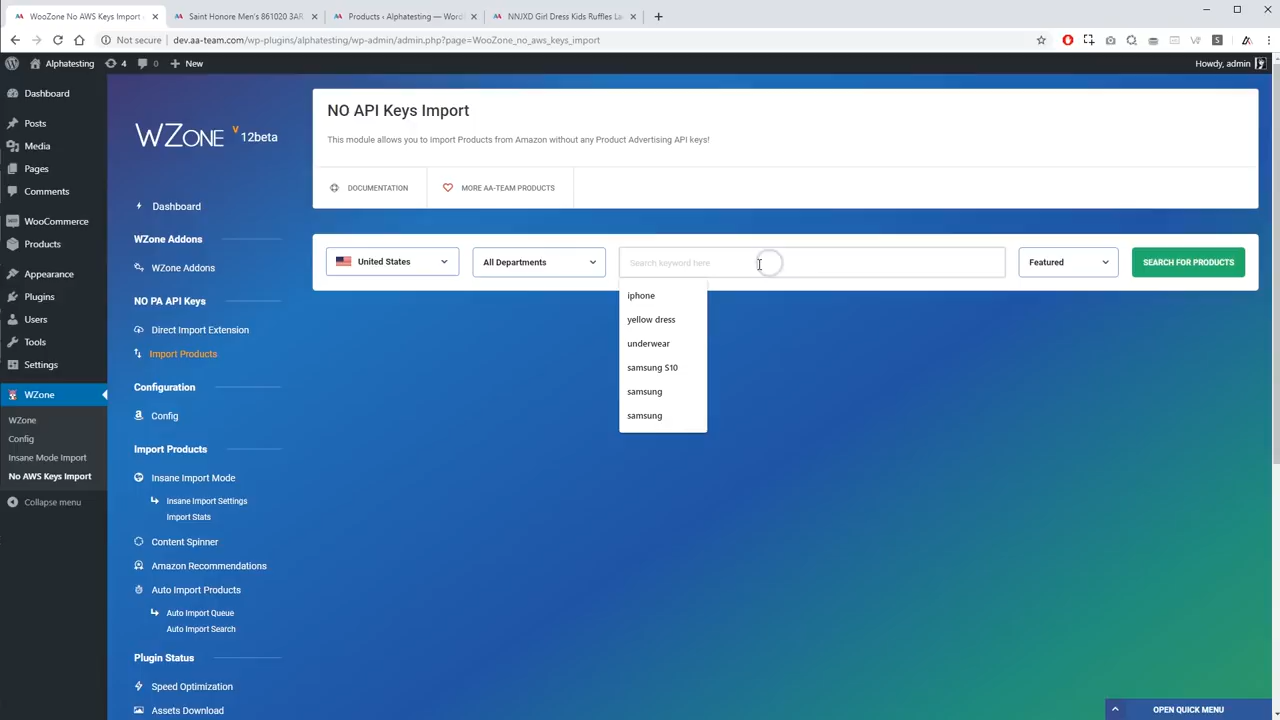 WooZone No AWS Keys Import
Saint Honore Men's 861020 3AR
Products ‹ Alphatesting — Word
NNJXD Girl Dress Kids Ruffles La
Not secure
dev.aa-team.com/wp-plugins/alphatesting/wp-admin/admin.php?page=WooZone_no_aws_keys_import
Alphatesting
4
0
New
Howdy, admin
Dashboard
Posts
Media
Pages
Comments
WooCommerce
Products
Appearance
Plugins
Users
Tools
Settings
WZone
WZone
Config
Insane Mode Import
No AWS Keys Import
Collapse menu
WZONE V 12beta
Dashboard
WZone Addons
WZone Addons
NO PA API Keys
Direct Import Extension
Import Products
Configuration
Config
Import Products
Insane Import Mode
Insane Import Settings
Import Stats
Content Spinner
Amazon Recommendations
Auto Import Products
Auto Import Queue
Auto Import Search
Plugin Status
Speed Optimization
Assets Download
NO API Keys Import
This module allows you to Import Products from Amazon without any Product Advertising API keys!
DOCUMENTATION
MORE AA-TEAM PRODUCTS
United States
All Departments
Search keyword here
Featured
SEARCH FOR PRODUCTS
iphone
yellow dress
underwear
samsung S10
samsung
samsung
OPEN QUICK MENU